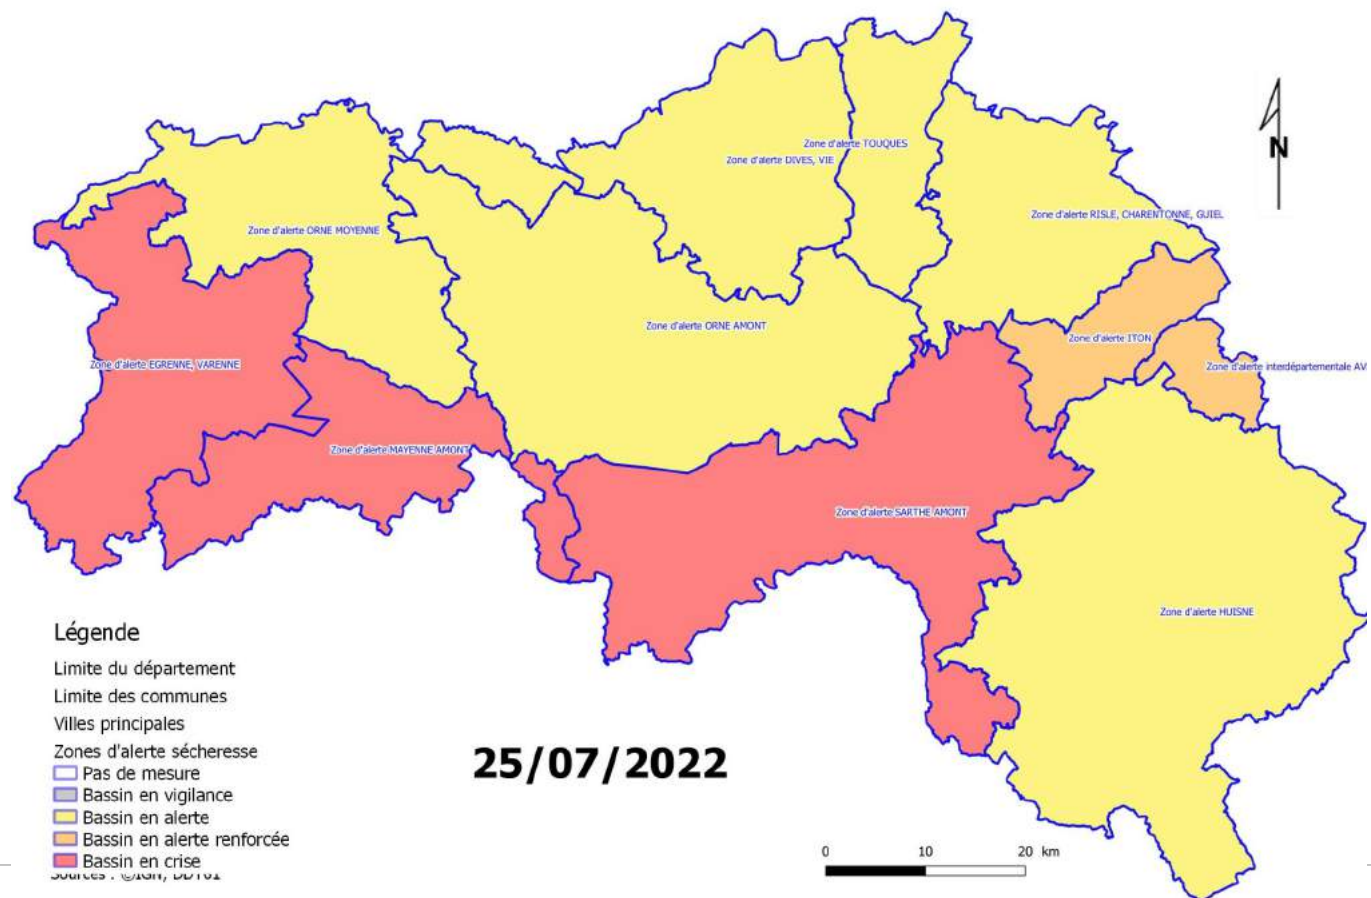 N
Zone d'alerte TOUQUES
Zone d'alerte DIVES, VIE
Zone d'alerte RISLE, CHARENTONNE, GUIEL
Zone d'alerte ORNE MOYENNE
Zone d'alerte ORNE AMONT
Zone d'alerte ITON
Zone d'alerte EGRENNE, VARENNE
Zone d'alerte interdépartementale AV
Zone d'alerte MAYENNE AMONT
Zone d'alerte SARTHE AMONT
Zone d'alerte HUISNE
Légende
Limite du département
Limite des communes
Villes principales
Zones d'alerte sécheresse
Pas de mesure
Bassin en vigilance
Bassin en alerte
Bassin en alerte renforcée
Bassin en crise
Sources : ©IGN, DDT61
25/07/2022
0 10 20 km